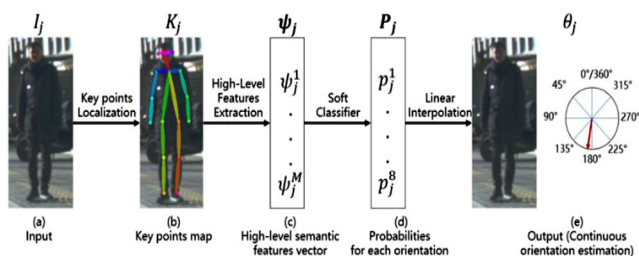 I_j
K_j
ψ_j
P_j
θ_j
Key points
Localization
High-Level
Features
Extraction
ψ_j^1
.
.
.
ψ_j^M
Soft
Classifier
p_j^1
.
.
.
p_j^8
Linear
Interpolation
0°/360°
45°
315°
90°
270°
135°
225°
180°
(a)
Input
(b)
Key points map
(c)
High-level semantic
features vector
(d)
Probabilities
for each orientation
(e)
Output (Continuous
orientation estimation)